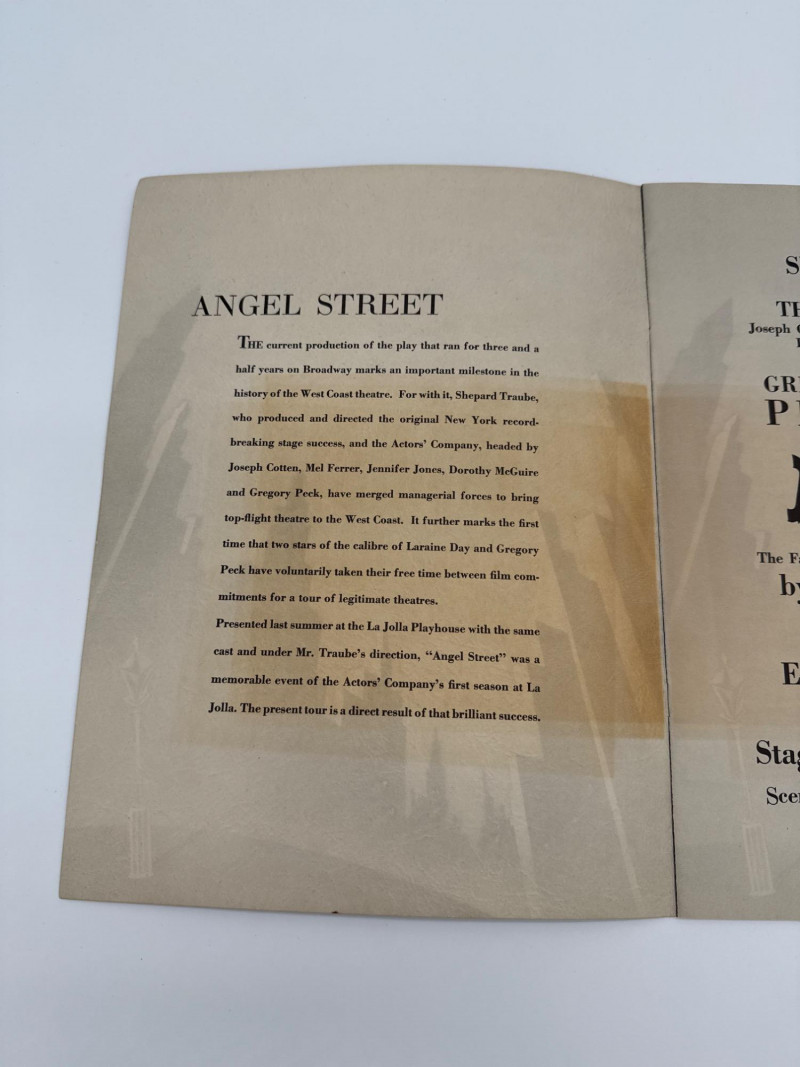 ANGEL STREET
THE current production of the play that ran for three and a
half years on Broadway marks an important milestone in the
history of the West Coast theatre. For with it, Shepard Traube,
who produced and directed the original New York record-
breaking stage success, and the Actors' Company, headed by
Joseph Cotten, Mel Ferrer, Jennifer Jones, Dorothy McGuire
and Gregory Peck, have merged managerial forces to bring
top-flight theatre to the West Coast. It further marks the first
time that two stars of the calibre of Laraine Day and Gregory
Peck have voluntarily taken their free time between film com-
mitments for a tour of legitimate theatres.
Presented last summer at the La Jolla Playhouse with the same
cast and under Mr. Traube's direction, "Angel Street" was a
memorable event of the Actors' Company's first season at La
Jolla. The present tour is a direct result of that brilliant success.
Joseph
The
by